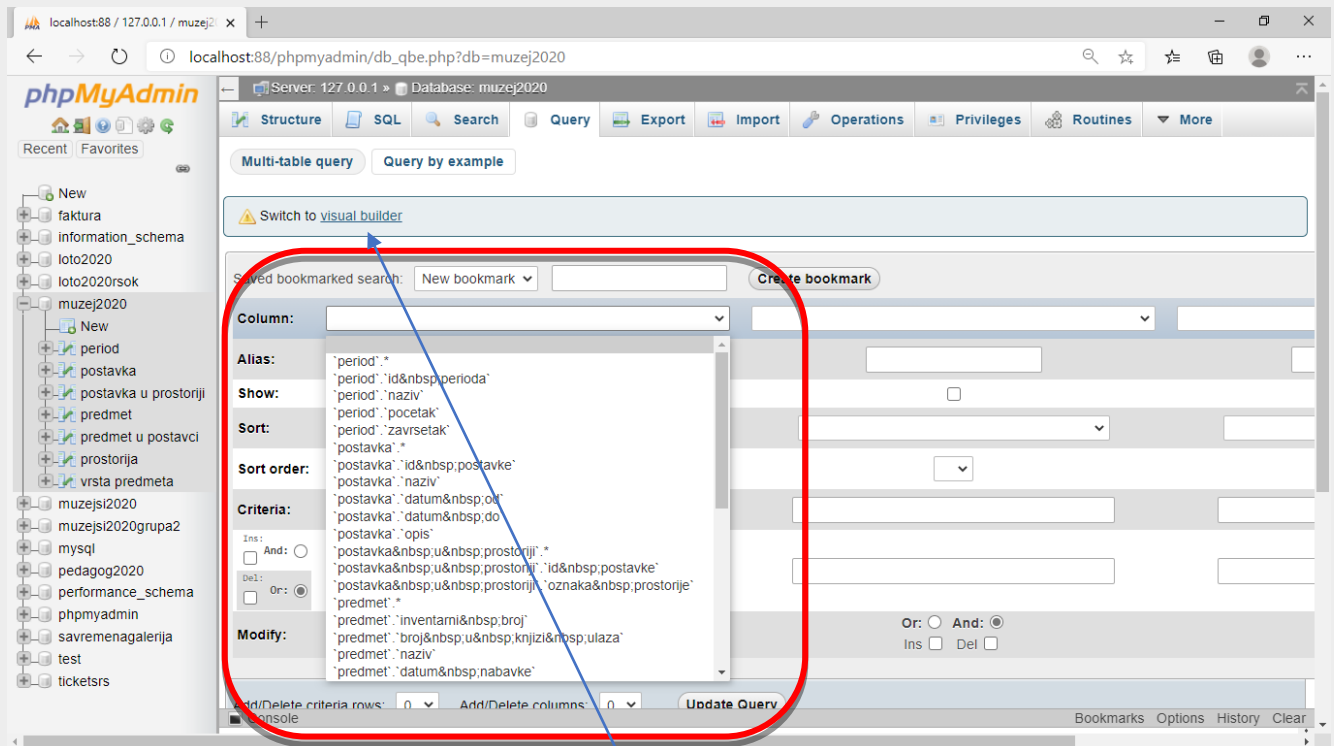 localhost:88 / 127.0.0.1 / muzej2
localhost:88/phpmyadmin/db_qbe.php?db=muzej2020
phpMyAdmin
Recent Favorites
New
faktura
information_schema
loto2020
loto2020rsok
muzej2020
New
period
postavka
postavka u prostoriji
predmet
predmet u postavci
prostorija
vrsta predmeta
muzejsi2020
muzejsi2020grupa2
mysql
pedagog2020
performance_schema
phpmyadmin
savremenagalerija
test
ticketsrs
Server: 127.0.0.1 » Database: muzej2020
Structure SQL Search Query Export Import Operations Privileges Routines More
Multi-table query Query by example
Switch to visual builder
Saved bookmarked search: New bookmark Create bookmark
Column:
Alias:
Show:
Sort:
Sort order:
Criteria:
Ins: And:
Del: Or:
Modify:
`period`.*
`period`.`id&nbsp;perioda`
`period`.`naziv`
`period`.`pocetak`
`period`.`zavrsetak`
`postavka`.*
`postavka`.`id&nbsp;postavke`
`postavka`.`naziv`
`postavka`.`datum&nbsp;od`
`postavka`.`datum&nbsp;do`
`postavka`.`opis`
`postavka&nbsp;u&nbsp;prostoriji`.*
`postavka&nbsp;u&nbsp;prostoriji`.`id&nbsp;postavke`
`postavka&nbsp;u&nbsp;prostoriji`.`oznaka&nbsp;prostorije`
`predmet`.*
`predmet`.`inventarni&nbsp;broj`
`predmet`.`broj&nbsp;u&nbsp;knjizi&nbsp;ulaza`
`predmet`.`naziv`
`predmet`.`datum&nbsp;nabavke`
Or: And:
Ins Del
Add/Delete criteria rows: 0 Add/Delete columns: 0 Update Query
Console Bookmarks Options History Clear